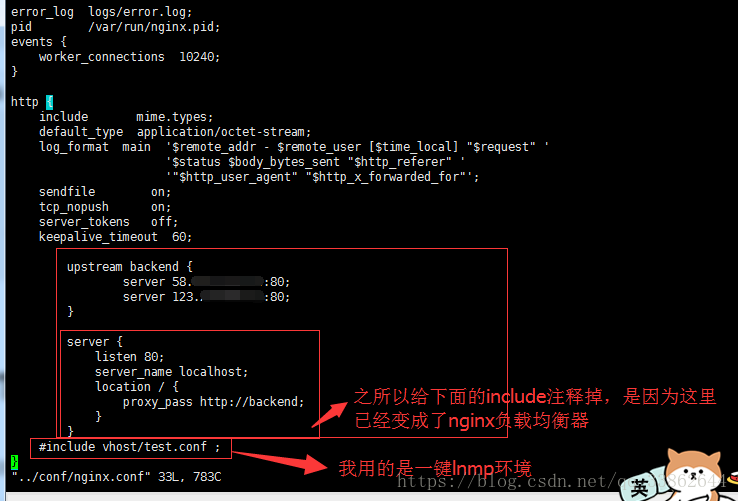 error_log  logs/error.log;
pid        /var/run/nginx.pid;
events {
    worker_connections  10240;
}
http {
    include       mime.types;
    default_type  application/octet-stream;
    log_format  main  '$remote_addr - $remote_user [$time_local] "$request" '
                      '$status $body_bytes_sent "$http_referer" '
                      '"$http_user_agent" "$http_x_forwarded_for"';
    sendfile        on;
    tcp_nopush      on;
    server_tokens   off;
    keepalive_timeout  60;
        upstream backend {
                server 58.:80;
                server 123.:80;
        }
        server {
            listen 80;
            server_name localhost;
            location / {
                proxy_pass http://backend;
            }
        }
之所以给下面的include注释掉，是因为这里
已经变成了nginx负载均衡器
    #include vhost/test.conf ;
}
我用的是一键lnmp环境
"../conf/nginx.conf" 33L, 783C
https://blog.csdn.net/
英